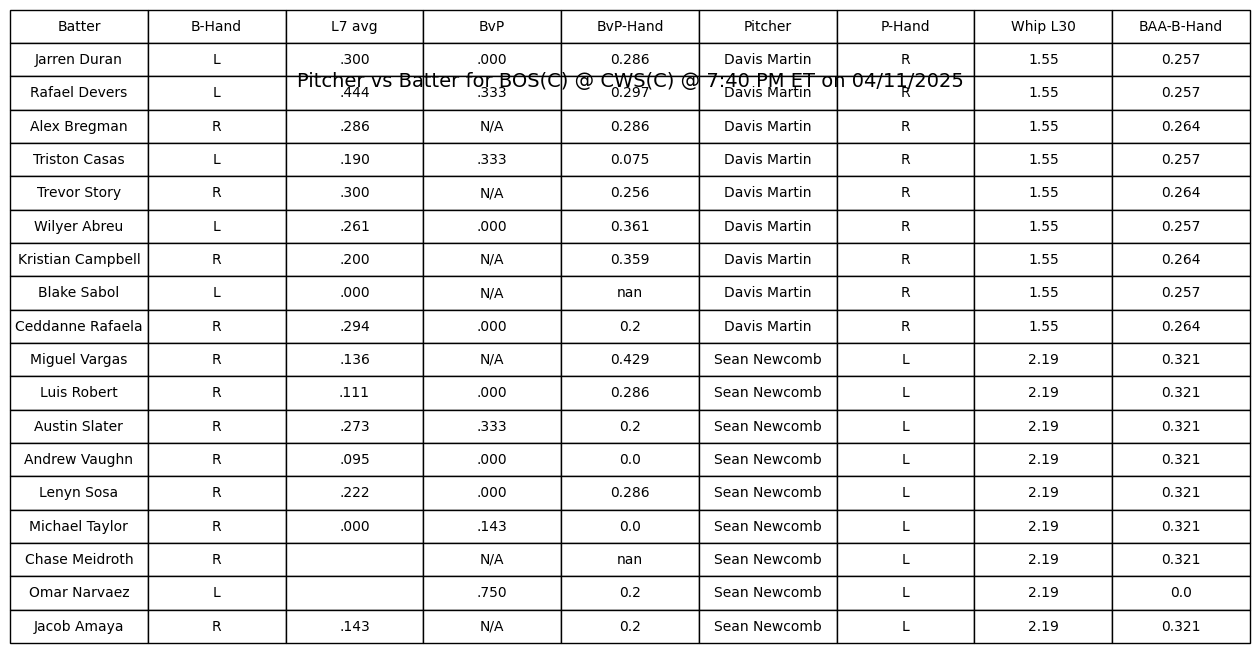 Batter B-Hand L7 avg BvP BvP-Hand Pitcher P-Hand Whip L30 BAA-B-Hand
Jarren Duran L .300 .000 0.286 Davis Martin R 1.55 0.257
Pitcher vs Batter for BOS(C) @ CWS(C) @ 7:40 PM ET on 04/11/2025
Rafael Devers L .444 .333 0.297 Davis Martin R 1.55 0.257
Alex Bregman R .286 N/A 0.286 Davis Martin R 1.55 0.264
Triston Casas L .190 .333 0.075 Davis Martin R 1.55 0.257
Trevor Story R .300 N/A 0.256 Davis Martin R 1.55 0.264
Wilyer Abreu L .261 .000 0.361 Davis Martin R 1.55 0.257
Kristian Campbell R .200 N/A 0.359 Davis Martin R 1.55 0.264
Blake Sabol L .000 N/A nan Davis Martin R 1.55 0.257
Ceddanne Rafaela R .294 .000 0.2 Davis Martin R 1.55 0.264
Miguel Vargas R .136 N/A 0.429 Sean Newcomb L 2.19 0.321
Luis Robert R .111 .000 0.286 Sean Newcomb L 2.19 0.321
Austin Slater R .273 .333 0.2 Sean Newcomb L 2.19 0.321
Andrew Vaughn R .095 .000 0.0 Sean Newcomb L 2.19 0.321
Lenyn Sosa R .222 .000 0.286 Sean Newcomb L 2.19 0.321
Michael Taylor R .000 .143 0.0 Sean Newcomb L 2.19 0.321
Chase Meidroth R N/A nan Sean Newcomb L 2.19 0.321
Omar Narvaez L .750 0.2 Sean Newcomb L 2.19 0.0
Jacob Amaya R .143 N/A 0.2 Sean Newcomb L 2.19 0.321